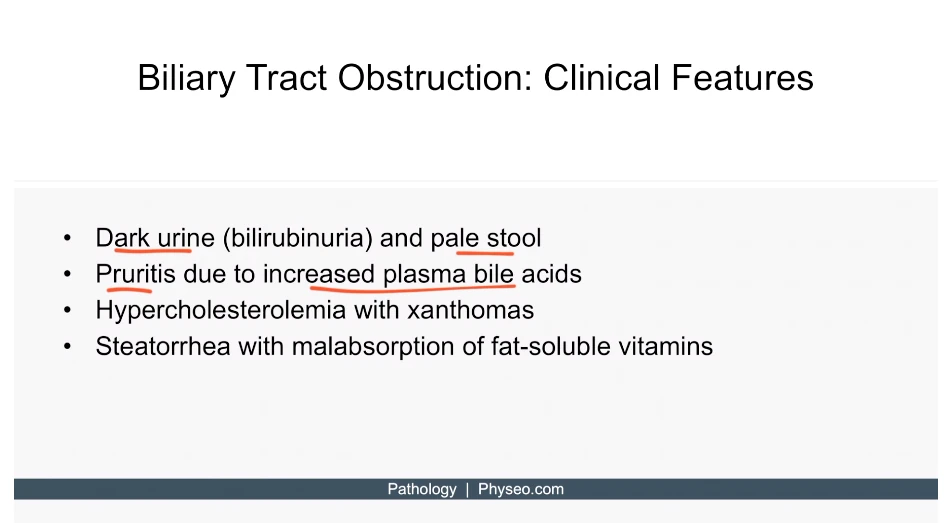 Biliary Tract Obstruction: Clinical Features
• Dark urine (bilirubinuria) and pale stool
• Pruritis due to increased plasma bile acids
• Hypercholesterolemia with xanthomas
• Steatorrhea with malabsorption of fat-soluble vitamins
Pathology | Physeo.com